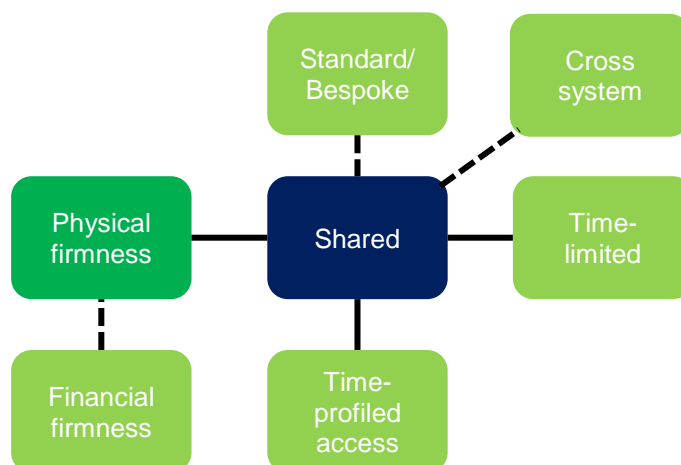 Standard/
Bespoke
Cross
system
Physical
firmness
Shared
Time-
limited
Financial
firmness
Time-
profiled
access